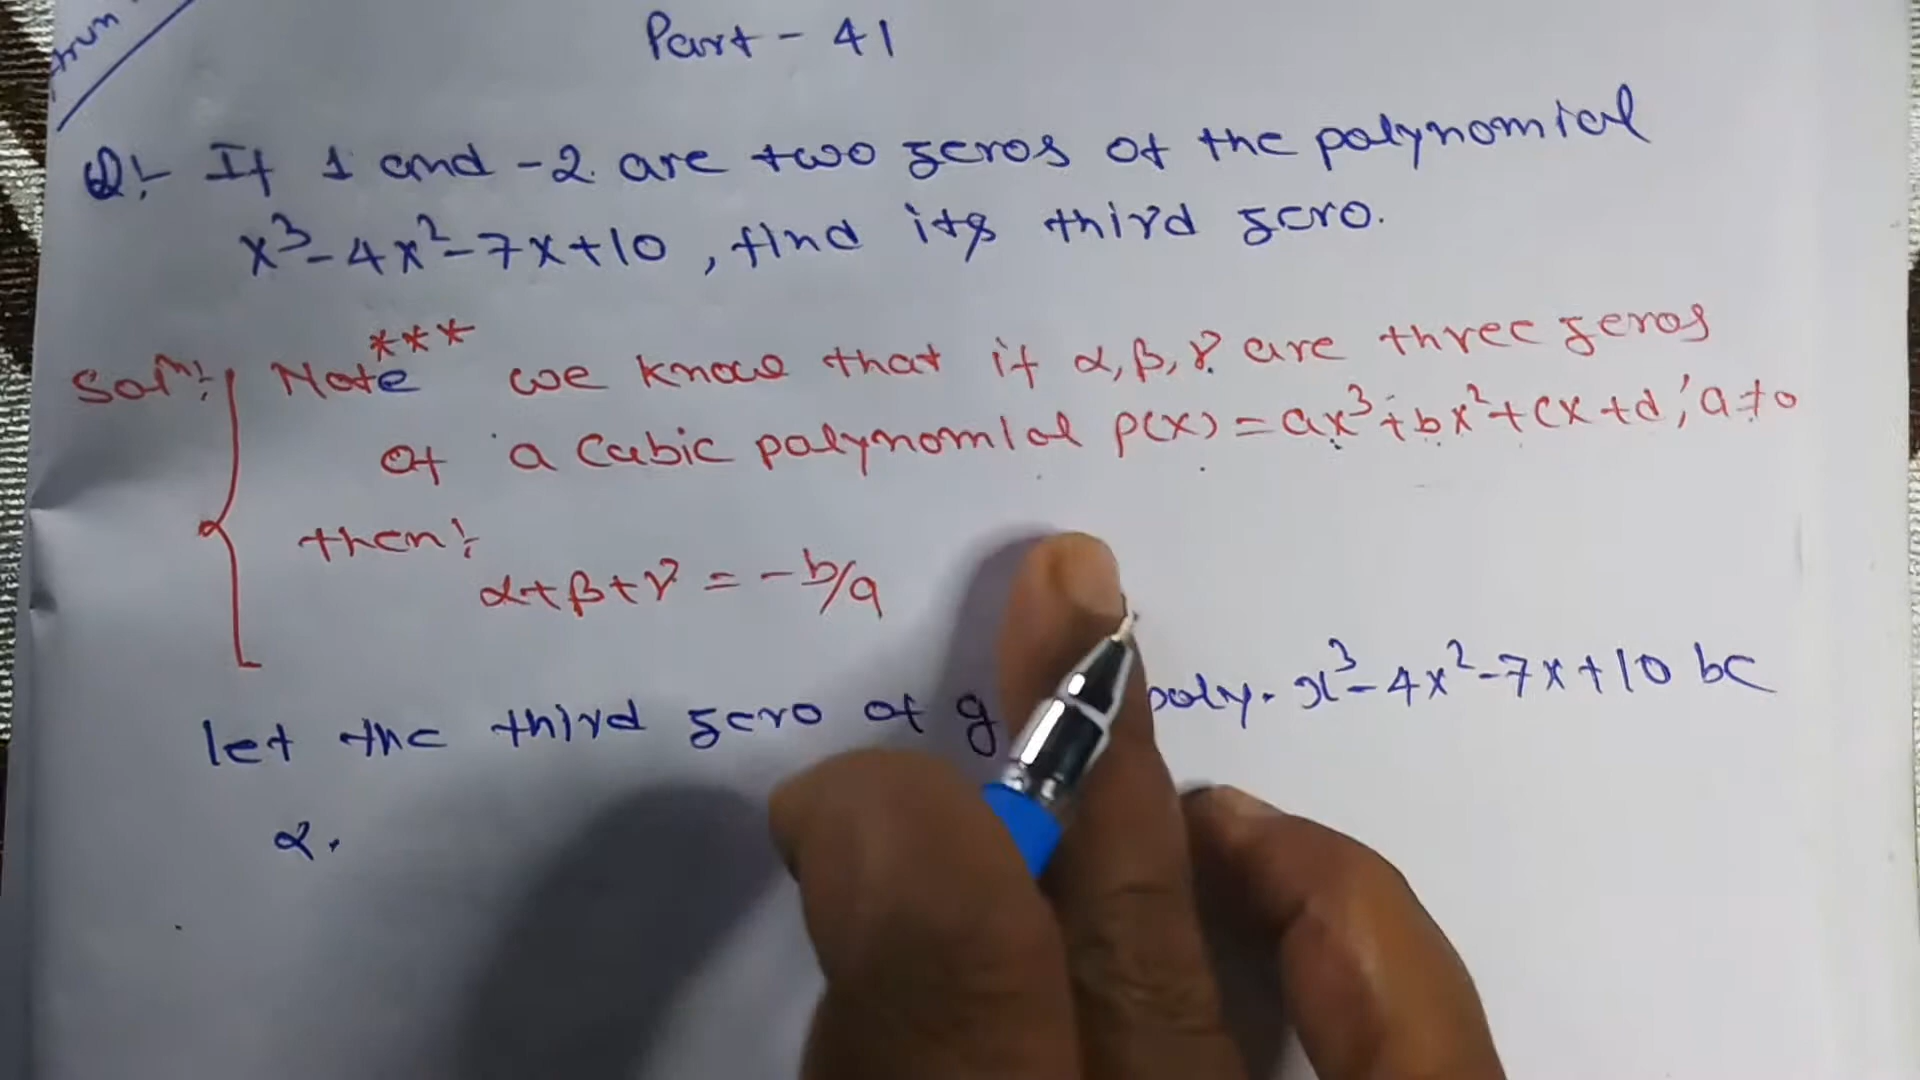 Part - 41
Q:- If 1 and -2 are two zeros of the polynomial
x³-4x²-7x+10, find its third zero.
Solⁿ:- Note *** we know that if α, β, γ are three zeros
of a cubic polynomial p(x) = ax³+bx²+cx+d, a≠0
then:-
α+β+γ = -b/a
let the third zero of poly. x³-4x²-7x+10 be
α.